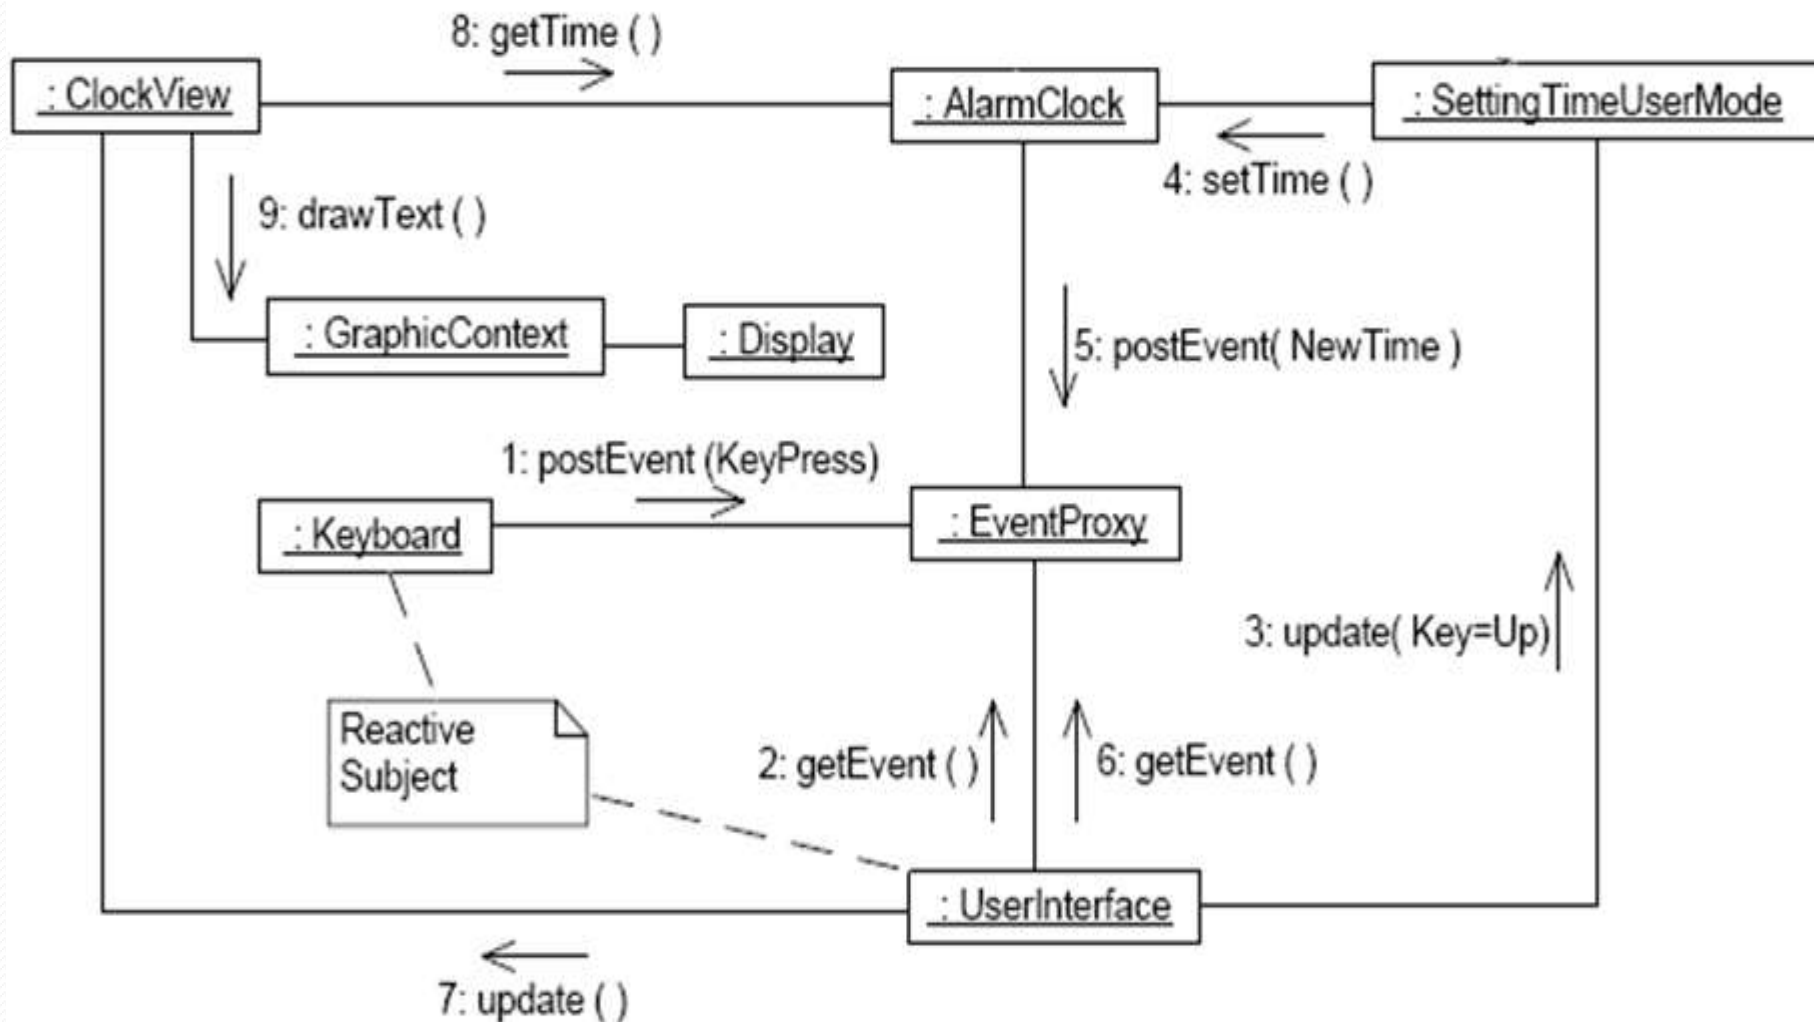 8: getTime ( )
: ClockView
: AlarmClock
: SettingTimeUserMode
4: setTime ( )
9: drawText ( )
: GraphicContext
: Display
5: postEvent( NewTime )
1: postEvent (KeyPress)
: Keyboard
: EventProxy
3: update( Key=Up)
Reactive
Subject
2: getEvent ( )
6: getEvent ( )
: UserInterface
7: update ( )